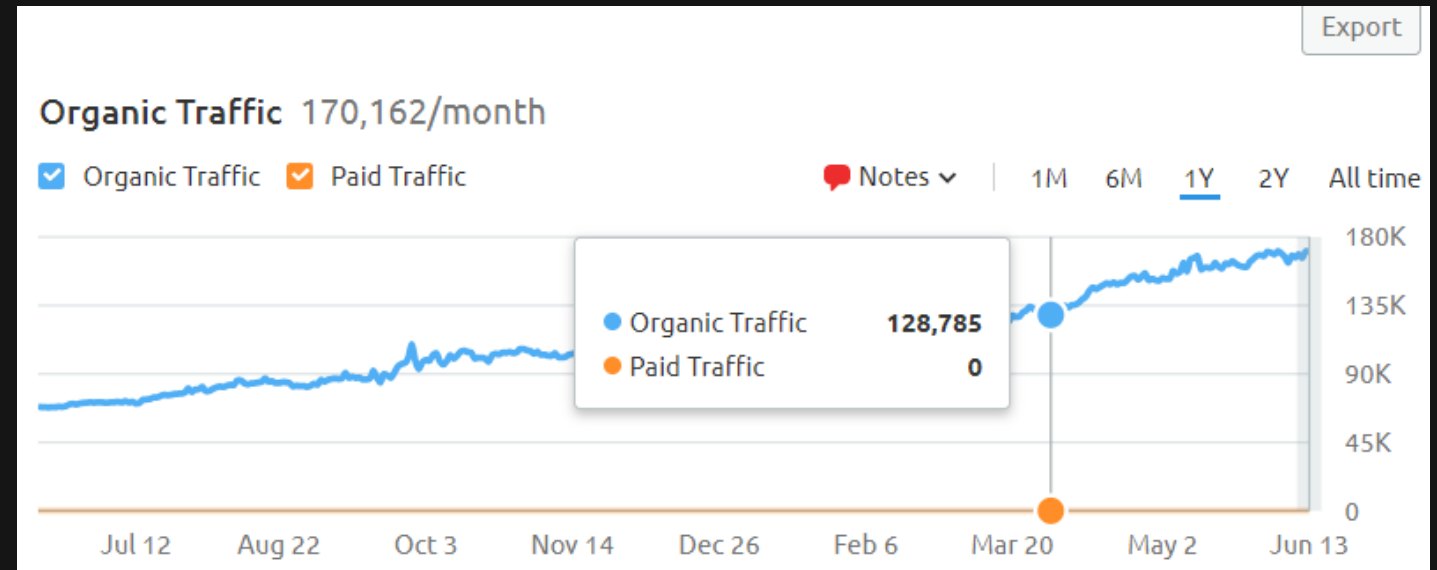 Export
Organic Traffic 170,162/month
Organic Traffic Paid Traffic Notes 1M 6M 1Y 2Y All time
180K
135K
Organic Traffic 128,785
Paid Traffic 0
90K
45K
0
Jul 12 Aug 22 Oct 3 Nov 14 Dec 26 Feb 6 Mar 20 May 2 Jun 13